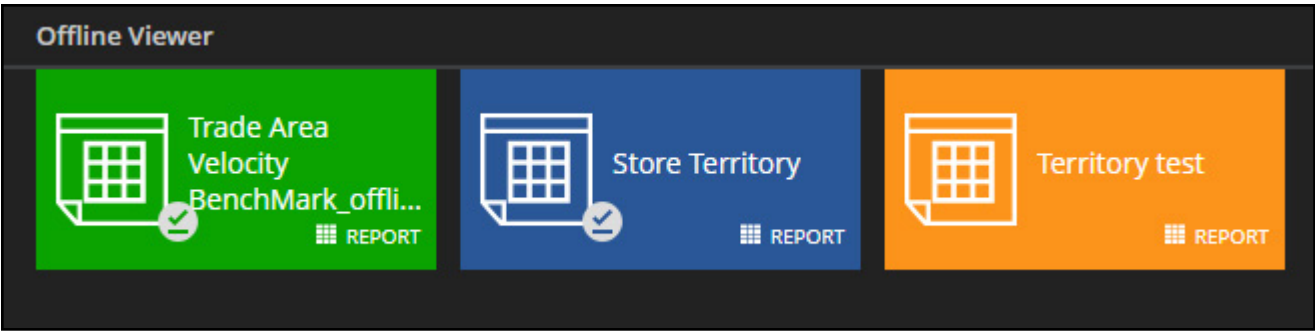 Offline Viewer
Trade Area
Velocity
BenchMark_offli...
REPORT
Store Territory
REPORT
Territory test
REPORT